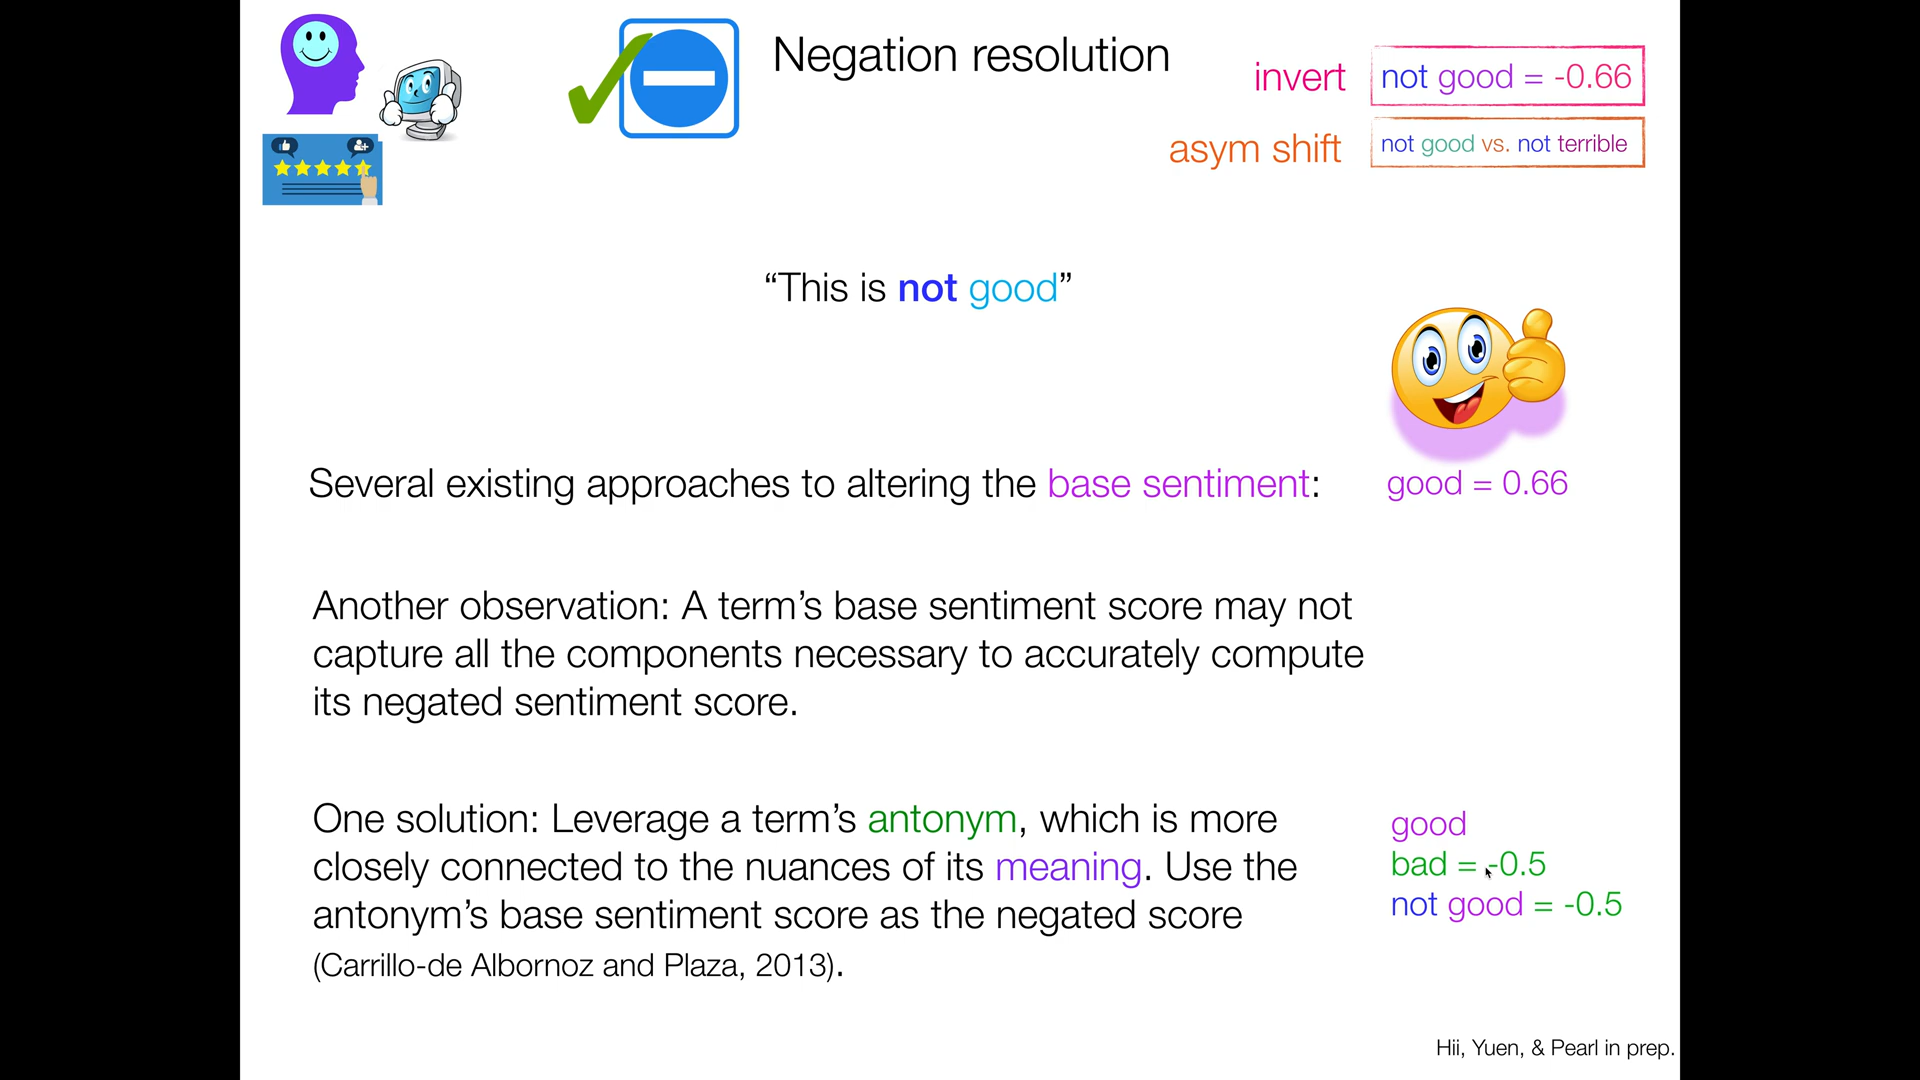 Negation resolution
invert
not good = -0.66
asym shift
not good vs. not terrible
“This is not good”
Several existing approaches to altering the base sentiment:
good = 0.66
Another observation: A term’s base sentiment score may not
capture all the components necessary to accurately compute
its negated sentiment score.
One solution: Leverage a term’s antonym, which is more
closely connected to the nuances of its meaning. Use the
antonym’s base sentiment score as the negated score
(Carrillo-de Albornoz and Plaza, 2013).
good
bad = -0.5
not good = -0.5
Hii, Yuen, & Pearl in prep.